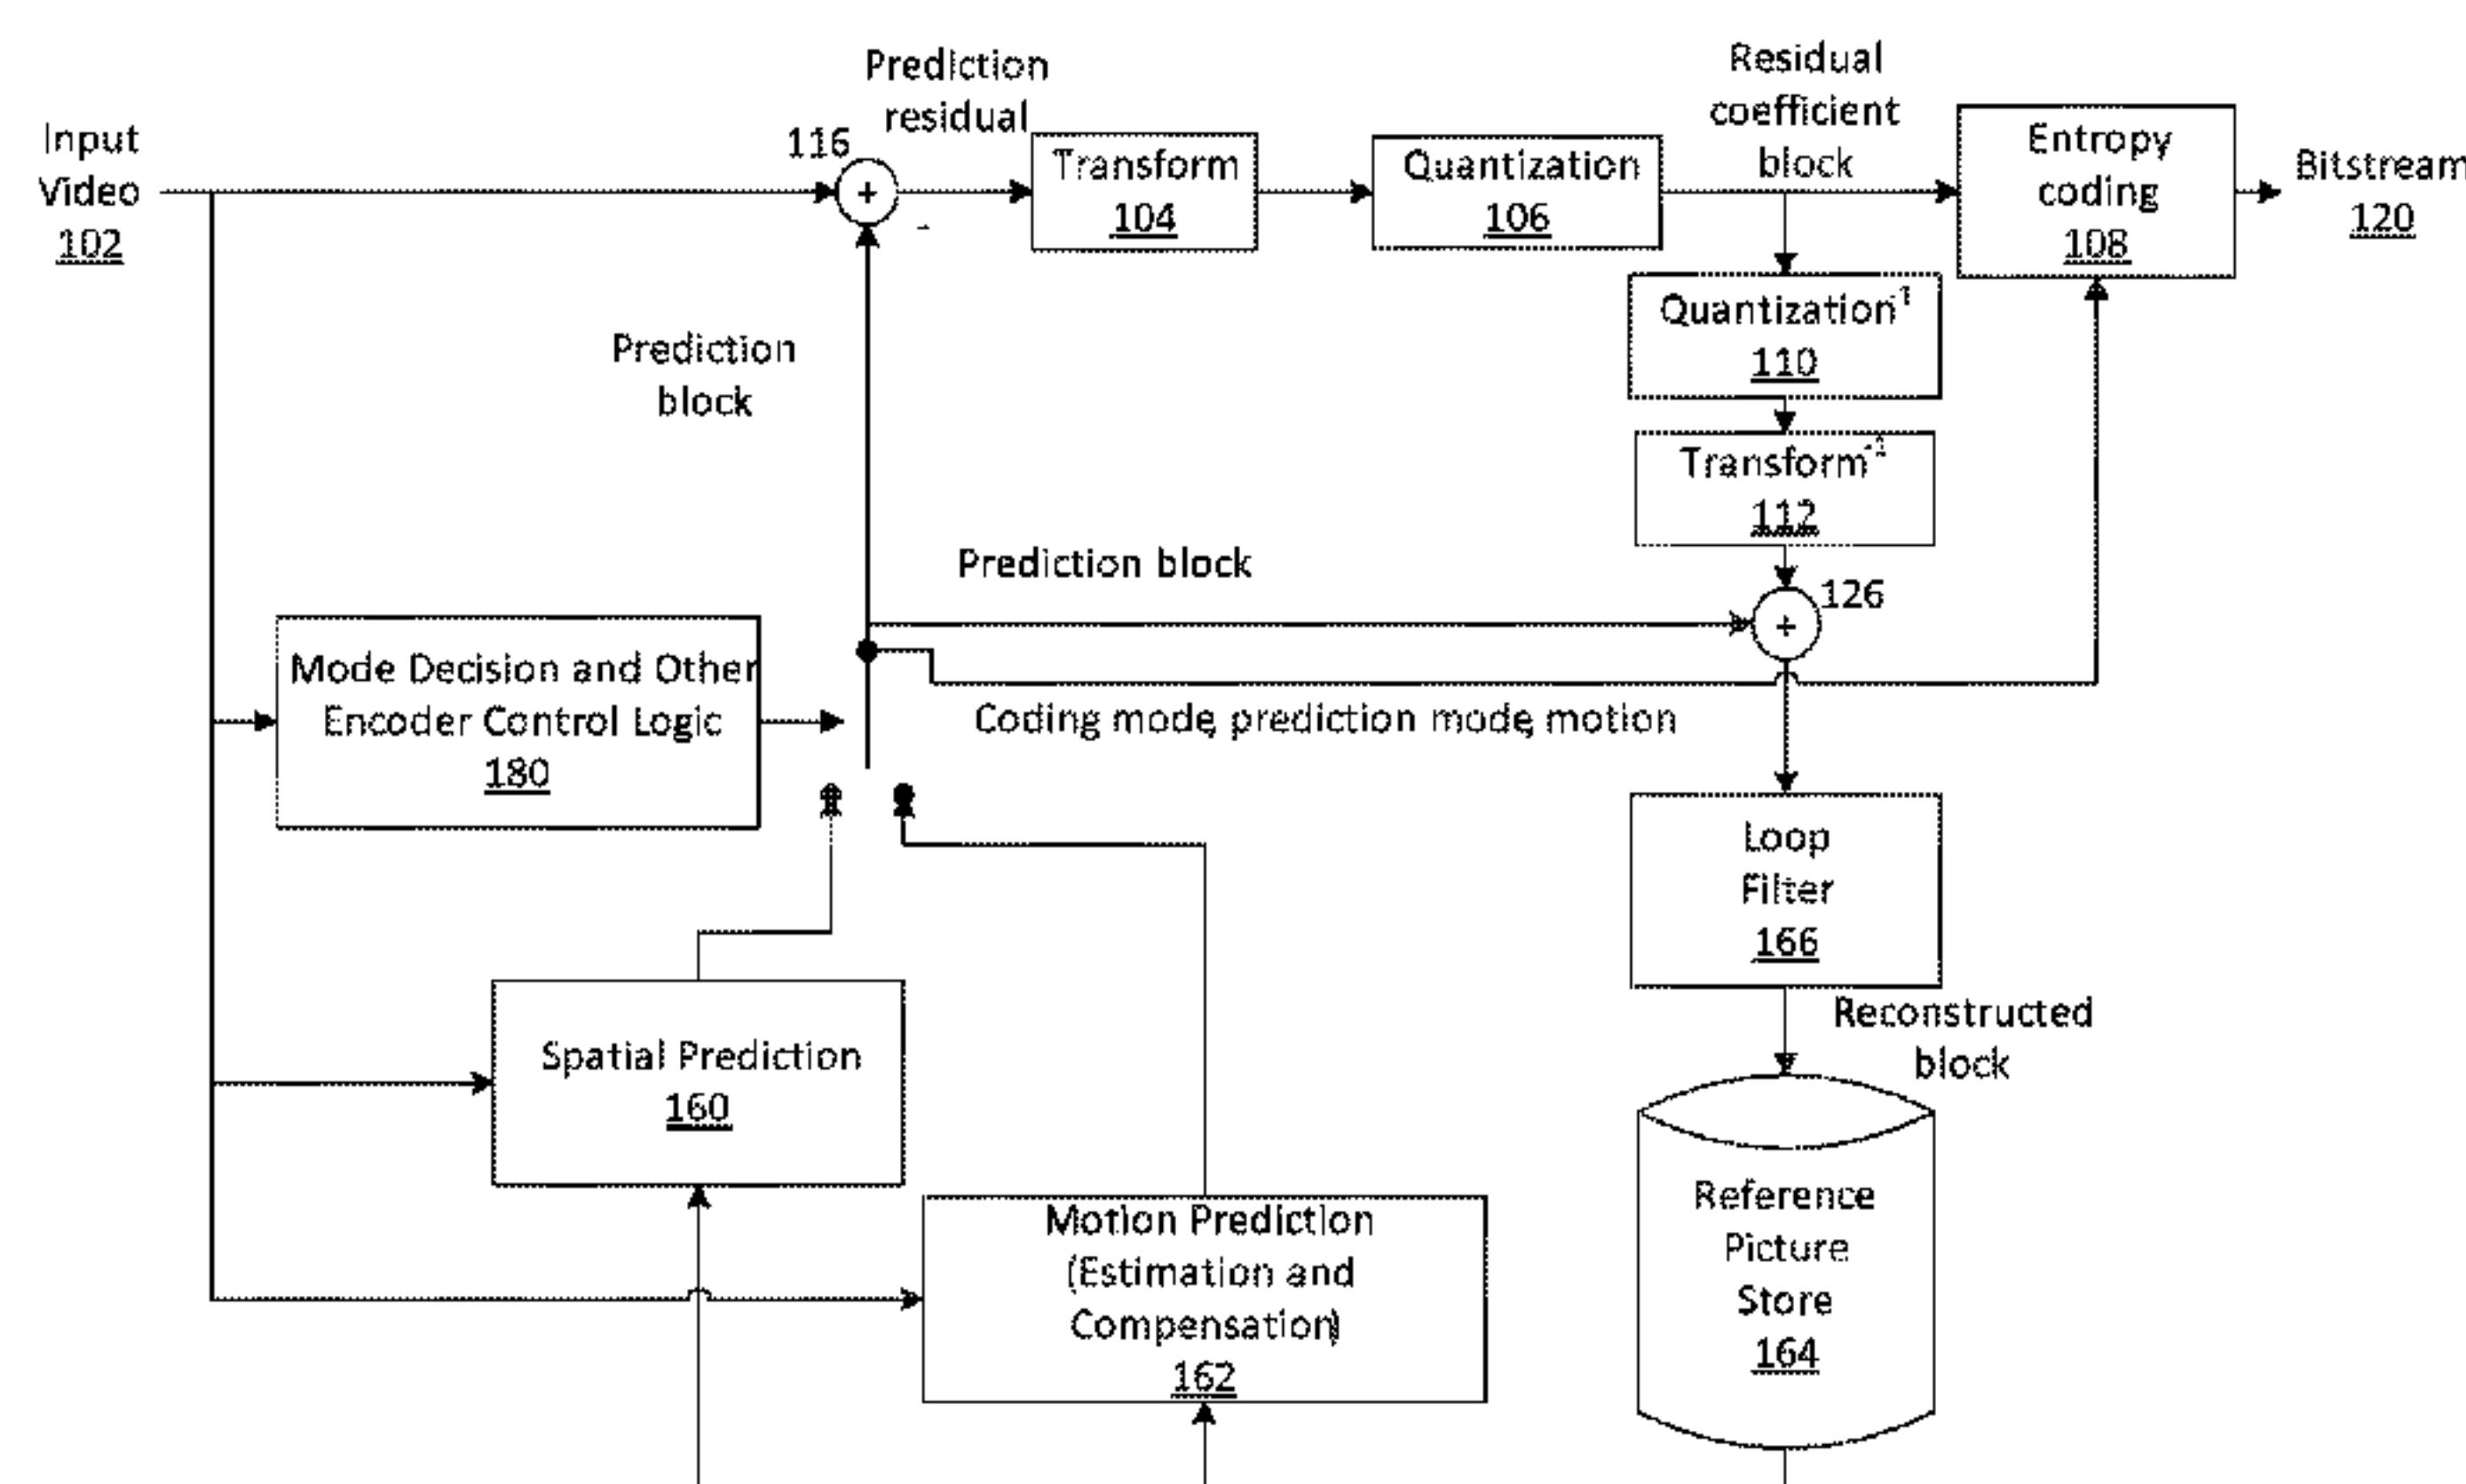 Input
Video
102
116
Prediction
residual
Transform
104
Quantization
106
Residual
coefficient
block
Entropy
coding
108
Bitstream
120
+
-
Quantization-1
110
Prediction
block
Transform-1
112
Prediction block
126
+
Mode Decision and Other
Encoder Control Logic
180
Coding mode, prediction mode, motion
Loop
Filter
166
Reconstructed
block
Spatial Prediction
160
Motion Prediction
(Estimation and
Compensation)
162
Reference
Picture
Store
164